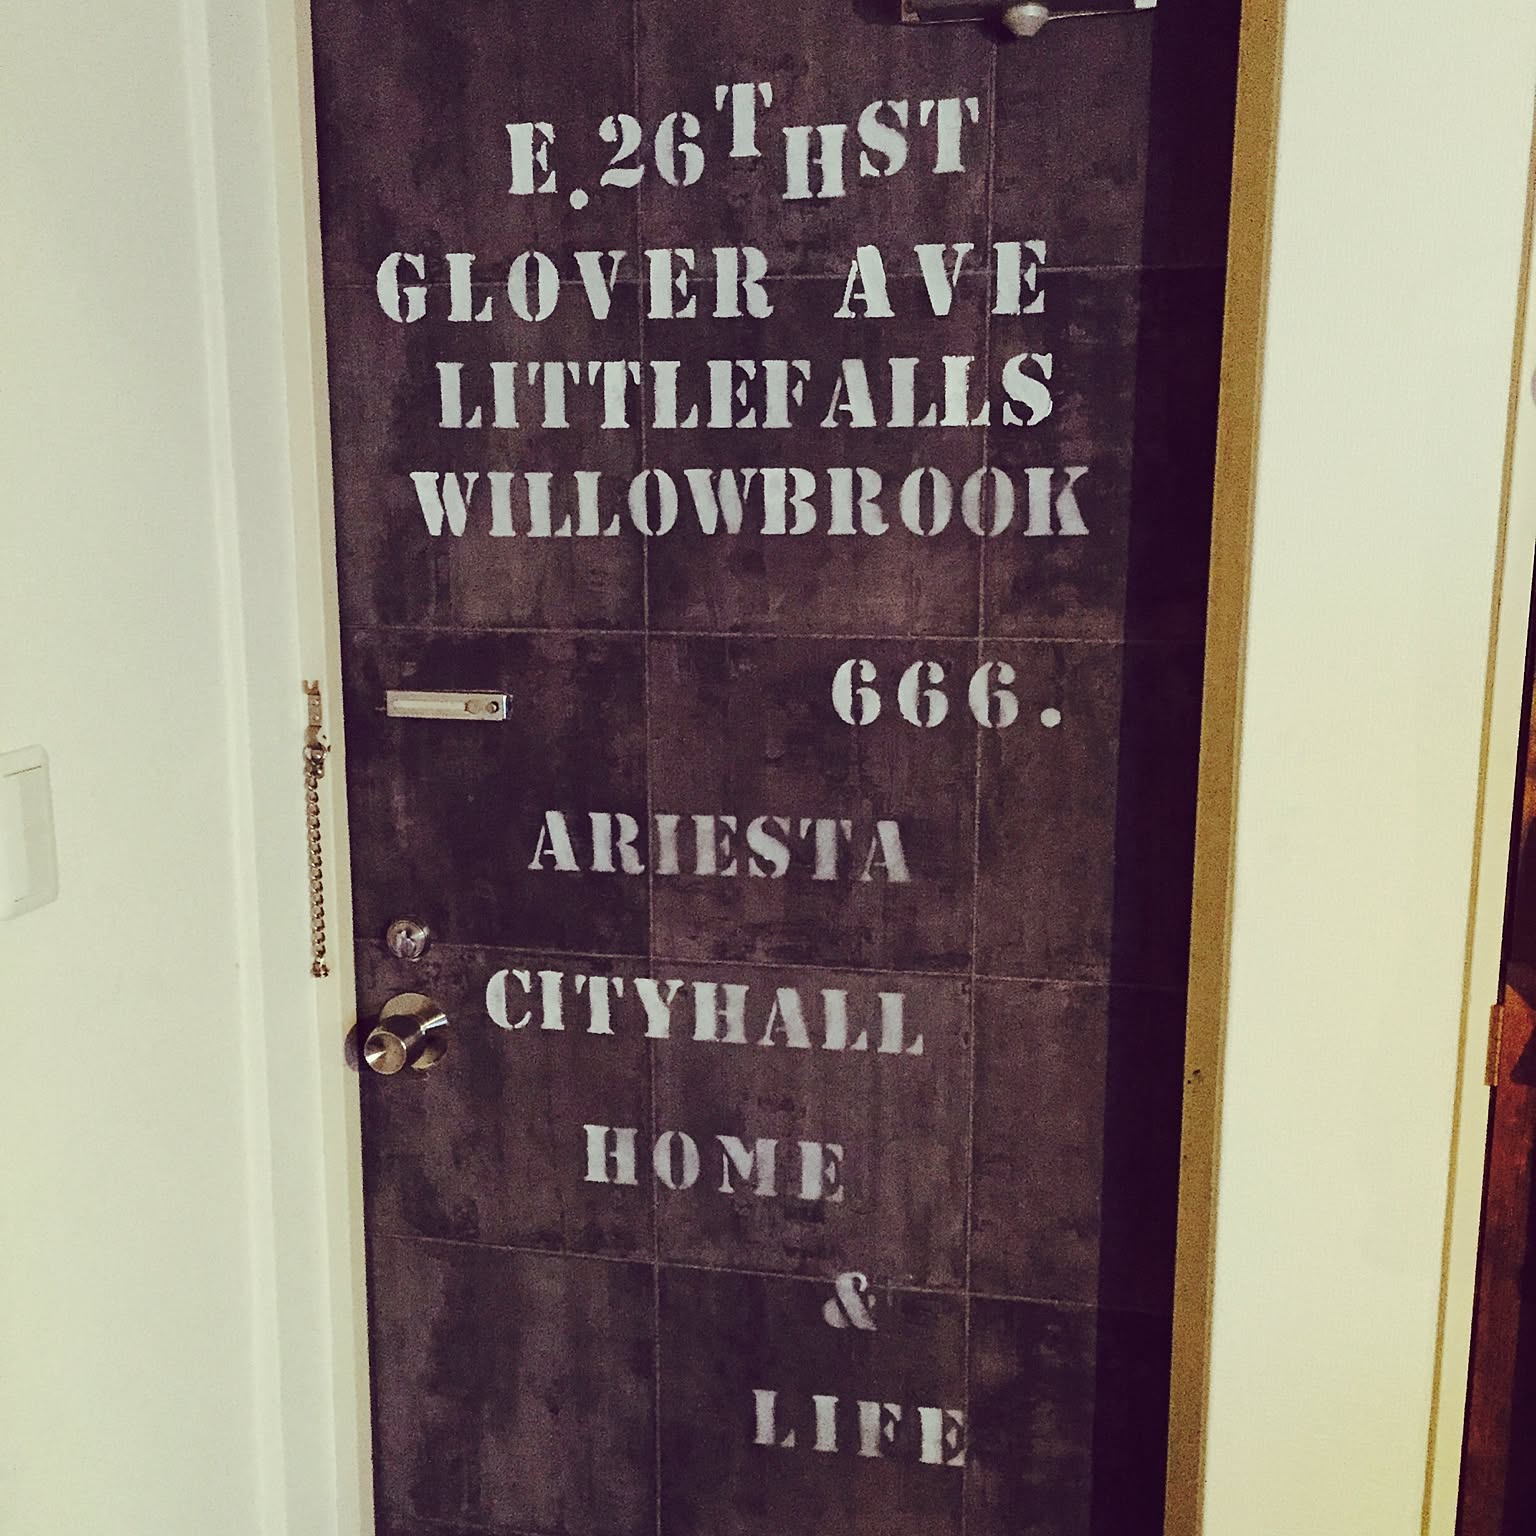 E.26THST
GLOVER AVE
LITTLEFALLS
WILLOWBROOK
666.
ARIESTA
CITYHALL
HOME
&
LIFE